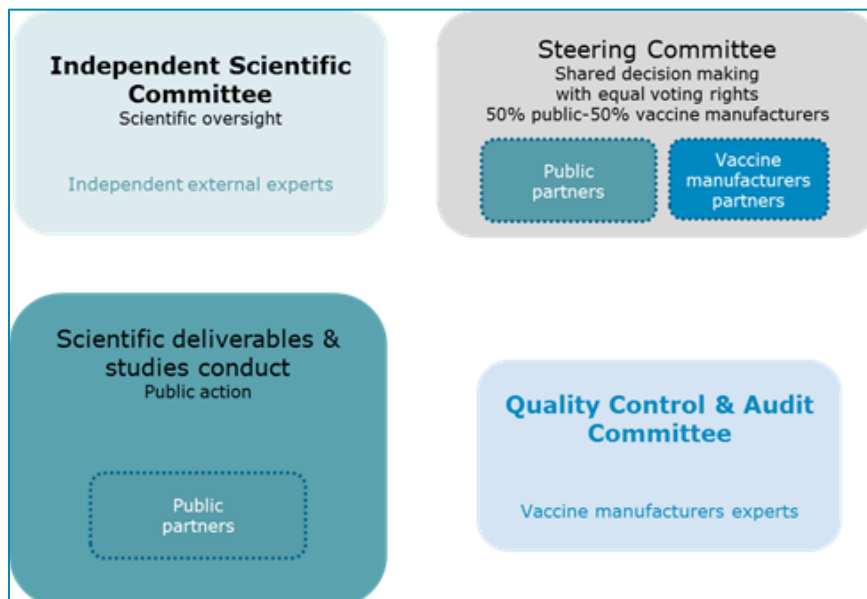 Independent Scientific
Committee
Scientific oversight
Independent external experts
Steering Committee
Shared decision making
with equal voting rights
50% public-50% vaccine manufacturers
Public
partners
Vaccine
manufacturers
partners
Scientific deliverables &
studies conduct
Public action
Public
partners
Quality Control & Audit
Committee
Vaccine manufacturers experts